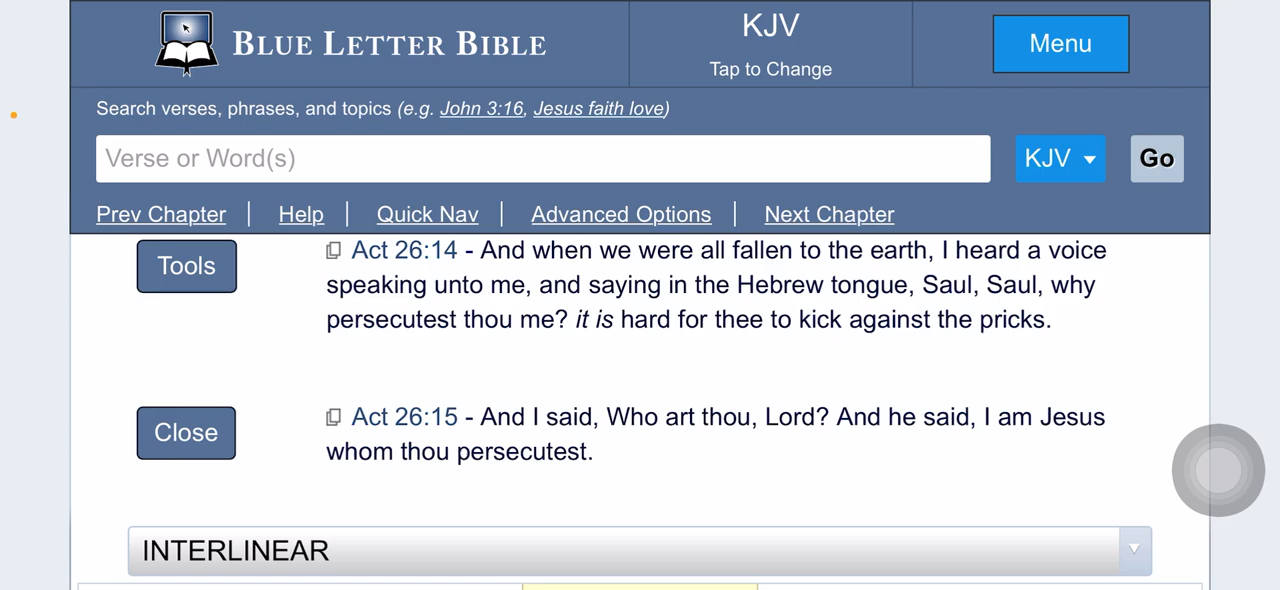 BLUE LETTER BIBLE
KJV
Tap to Change
Menu
Search verses, phrases, and topics (e.g. John 3:16, Jesus faith love)
Verse or Word(s)
KJV
Go
Prev Chapter | Help | Quick Nav | Advanced Options | Next Chapter
Tools
Act 26:14 - And when we were all fallen to the earth, I heard a voice
speaking unto me, and saying in the Hebrew tongue, Saul, Saul, why
persecutest thou me? it is hard for thee to kick against the pricks.
Close
Act 26:15 - And I said, Who art thou, Lord? And he said, I am Jesus
whom thou persecutest.
INTERLINEAR